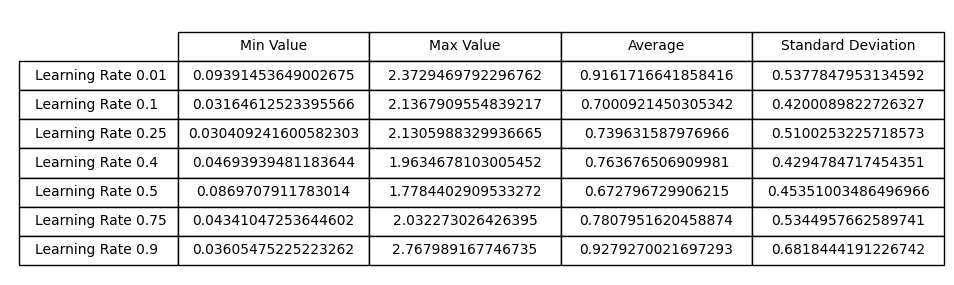 Min Value Max Value Average Standard Deviation
Learning Rate 0.01 0.09391453649002675 2.3729469792296762 0.9161716641858416 0.5377847953134592
Learning Rate 0.1 0.03164612523395566 2.1367909554839217 0.7000921450305342 0.4200089822726327
Learning Rate 0.25 0.030409241600582303 2.1305988329936665 0.739631587976966 0.5100253225718573
Learning Rate 0.4 0.04693939481183644 1.9634678103005452 0.763676506909981 0.4294784717454351
Learning Rate 0.5 0.0869707911783014 1.7784402909533272 0.672796729906215 0.45351003486496966
Learning Rate 0.75 0.04341047253644602 2.032273026426395 0.7807951620458874 0.5344957662589741
Learning Rate 0.9 0.03605475225223262 2.767989167746735 0.9279270021697293 0.6818444191226742